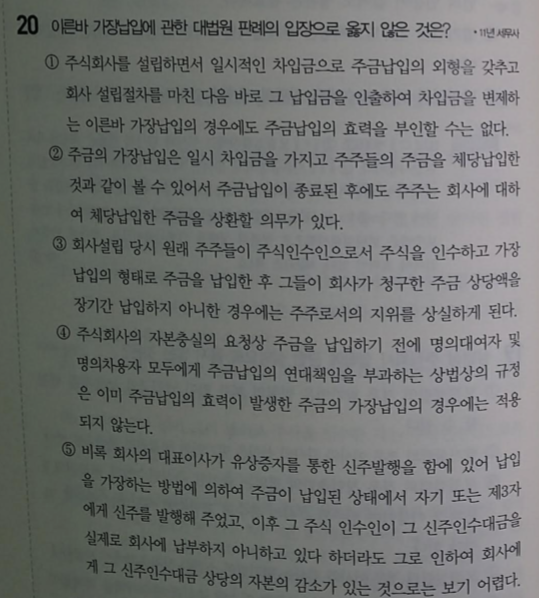 20 이른바 가장납입에 관한 대법원 판례의 입장으로 옳지 않은 것은? • 11년 세무사
① 주식회사를 설립하면서 일시적인 차입금으로 주금납입의 외형을 갖추고
회사 설립절차를 마친 다음 바로 그 납입금을 인출하여 차입금을 변제하
는 이른바 가장납입의 경우에도 주금납입의 효력을 부인할 수는 없다.
② 주금의 가장납입은 일시 차입금을 가지고 주주들의 주금을 체당납입한
것과 같이 볼 수 있어서 주금납입이 종료된 후에도 주주는 회사에 대하
여 체당납입한 주금을 상환할 의무가 있다.
③ 회사설립 당시 원래 주주들이 주식인수인으로서 주식을 인수하고 가장
납입의 형태로 주금을 납입한 후 그들이 회사가 청구한 주금 상당액을
장기간 납입하지 아니한 경우에는 주주로서의 지위를 상실하게 된다.
④ 주식회사의 자본충실의 요청상 주금을 납입하기 전에 명의대여자 및
명의차용자 모두에게 주금납입의 연대책임을 부과하는 상법상의 규정
은 이미 주금납입의 효력이 발생한 주금의 가장납입의 경우에는 적용
되지 않는다.
⑤ 비록 회사의 대표이사가 유상증자를 통한 신주발행을 함에 있어 납입
을 가장하는 방법에 의하여 주금이 납입된 상태에서 자기 또는 제3자
에게 신주를 발행해 주었고, 이후 그 주식 인수인이 그 신주인수대금을
실제로 회사에 납부하지 아니하고 있다 하더라도 그로 인하여 회사에
게 그 신주인수대금 상당의 자본의 감소가 있는 것으로는 보기 어렵다.